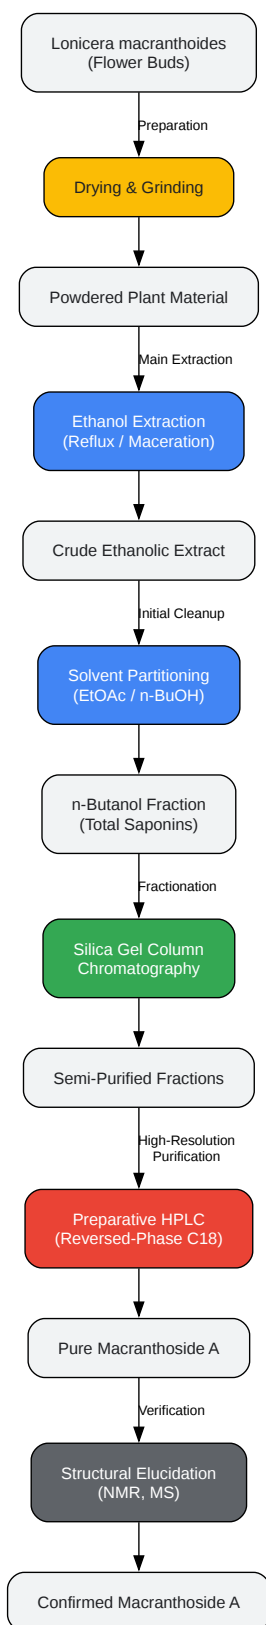 Lonicera macranthoides
(Flower Buds)
Preparation
Drying & Grinding
Powdered Plant Material
Main Extraction
Ethanol Extraction
(Reflux / Maceration)
Crude Ethanolic Extract
Initial Cleanup
Solvent Partitioning
(EtOAc / n-BuOH)
n-Butanol Fraction
(Total Saponins)
Fractionation
Silica Gel Column
Chromatography
Semi-Purified Fractions
High-Resolution
Purification
Preparative HPLC
(Reversed-Phase C18)
Pure Macranthoside A
Verification
Structural Elucidation
(NMR, MS)
Confirmed Macranthoside A